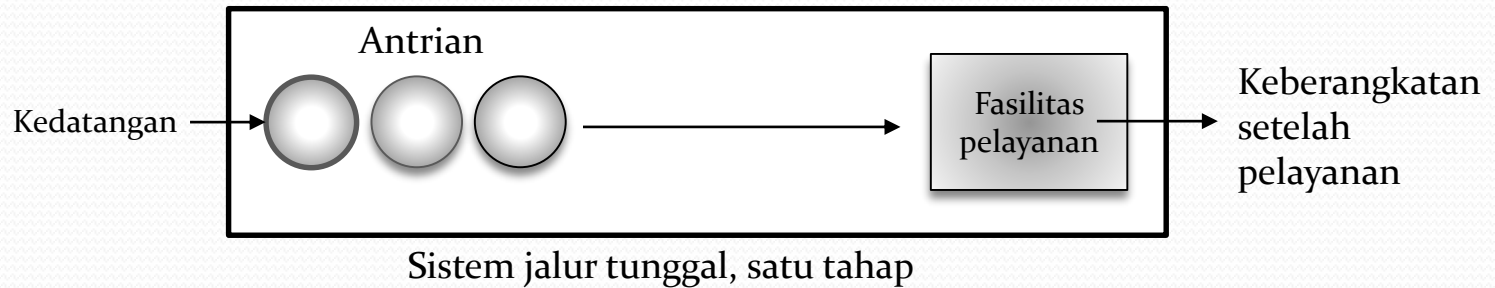 Antrian
Kedatangan
Fasilitas
pelayanan
Keberangkatan
setelah
pelayanan
Sistem jalur tunggal, satu tahap